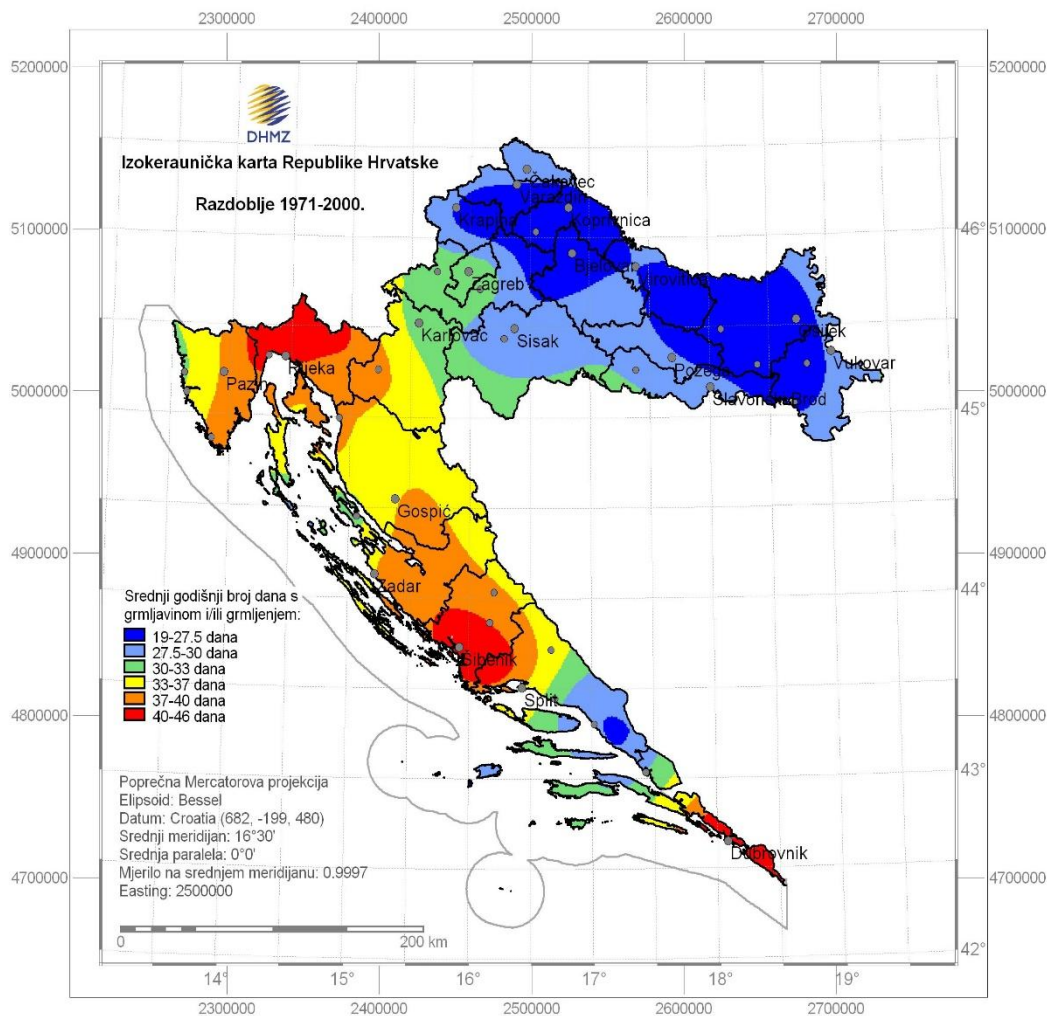 2300000 2400000 2500000 2600000 2700000
5200000 5200000
DHMZ
Izokeraunička karta Republike Hrvatske
Razdoblje 1971-2000.
Čakovec
Varaždin
Krapina Koprivnica
5100000 46° 5100000
Bjelovar
Virovitica
Zagreb
Karlovac Sisak Osijek
Rijeka Vukovar
Pazin Požega
5000000 5000000
Slavonski Brod
45°
Gospić
4900000 4900000
Zadar 44°
Srednji godišnji broj dana s
grmljavinom i/ili grmljenjem:
19-27.5 dana
27.5-30 dana
30-33 dana
33-37 dana
37-40 dana
40-46 dana
Šibenik
Split
4800000 4800000
43°
Poprečna Mercatorova projekcija
Elipsoid: Bessel
Datum: Croatia (682, -199, 480)
Srednji meridijan: 16°30'
Srednja paralela: 0°0'
Mjerilo na srednjem meridijanu: 0.9997
Easting: 2500000
Dubrovnik
4700000 4700000
0 200 km
42°
14° 15° 16° 17° 18° 19°
2300000 2400000 2500000 2600000 2700000